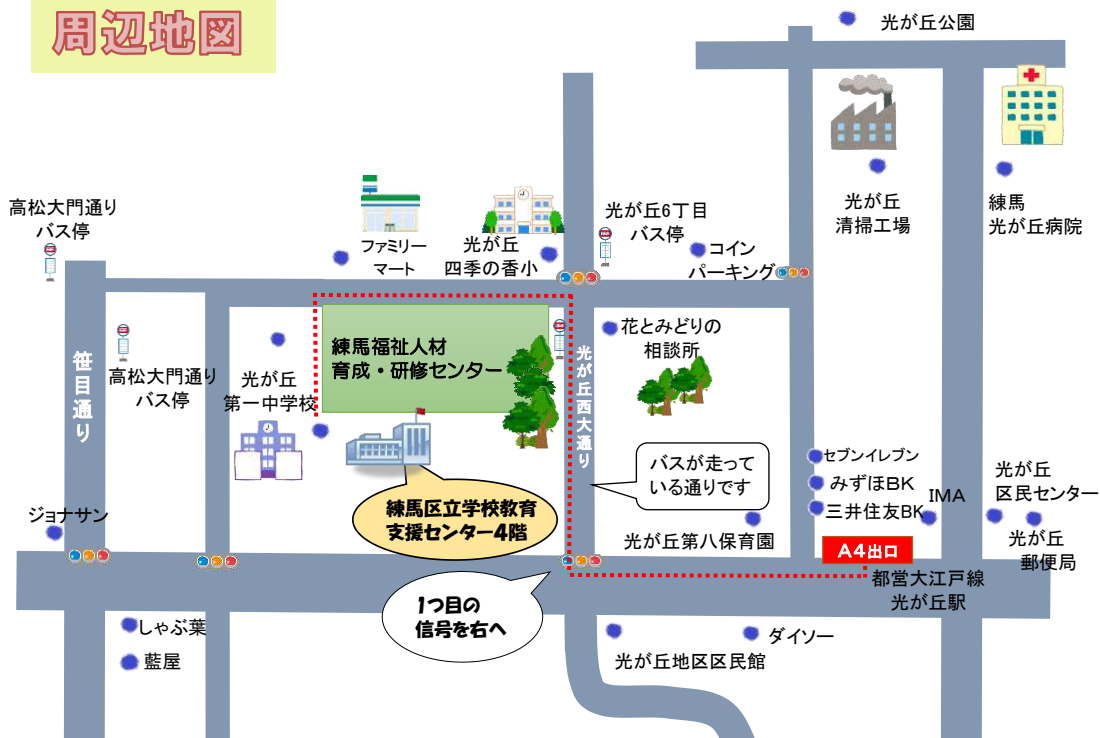 周辺地図
光が丘公園
高松大門通り
バス停
ファミリー
マート
光が丘
四季の香小
光が丘6丁目
バス停
コイン
パーキング
光が丘
清掃工場
練馬
光が丘病院
笹目通り
高松大門通り
バス停
光が丘
第一中学校
練馬福祉人材
育成・研修センター
光が丘西大通り
花とみどりの
相談所
バスが走って
いる通りです
セブンイレブン
みずほBK
三井住友BK
IMA
光が丘
区民センター
光が丘
郵便局
ジョナサン
練馬区立学校教育
支援センター4階
光が丘第八保育園
A4出口
都営大江戸線
光が丘駅
1つ目の
信号を右へ
しゃぶ葉
藍屋
光が丘地区区民館
ダイソー